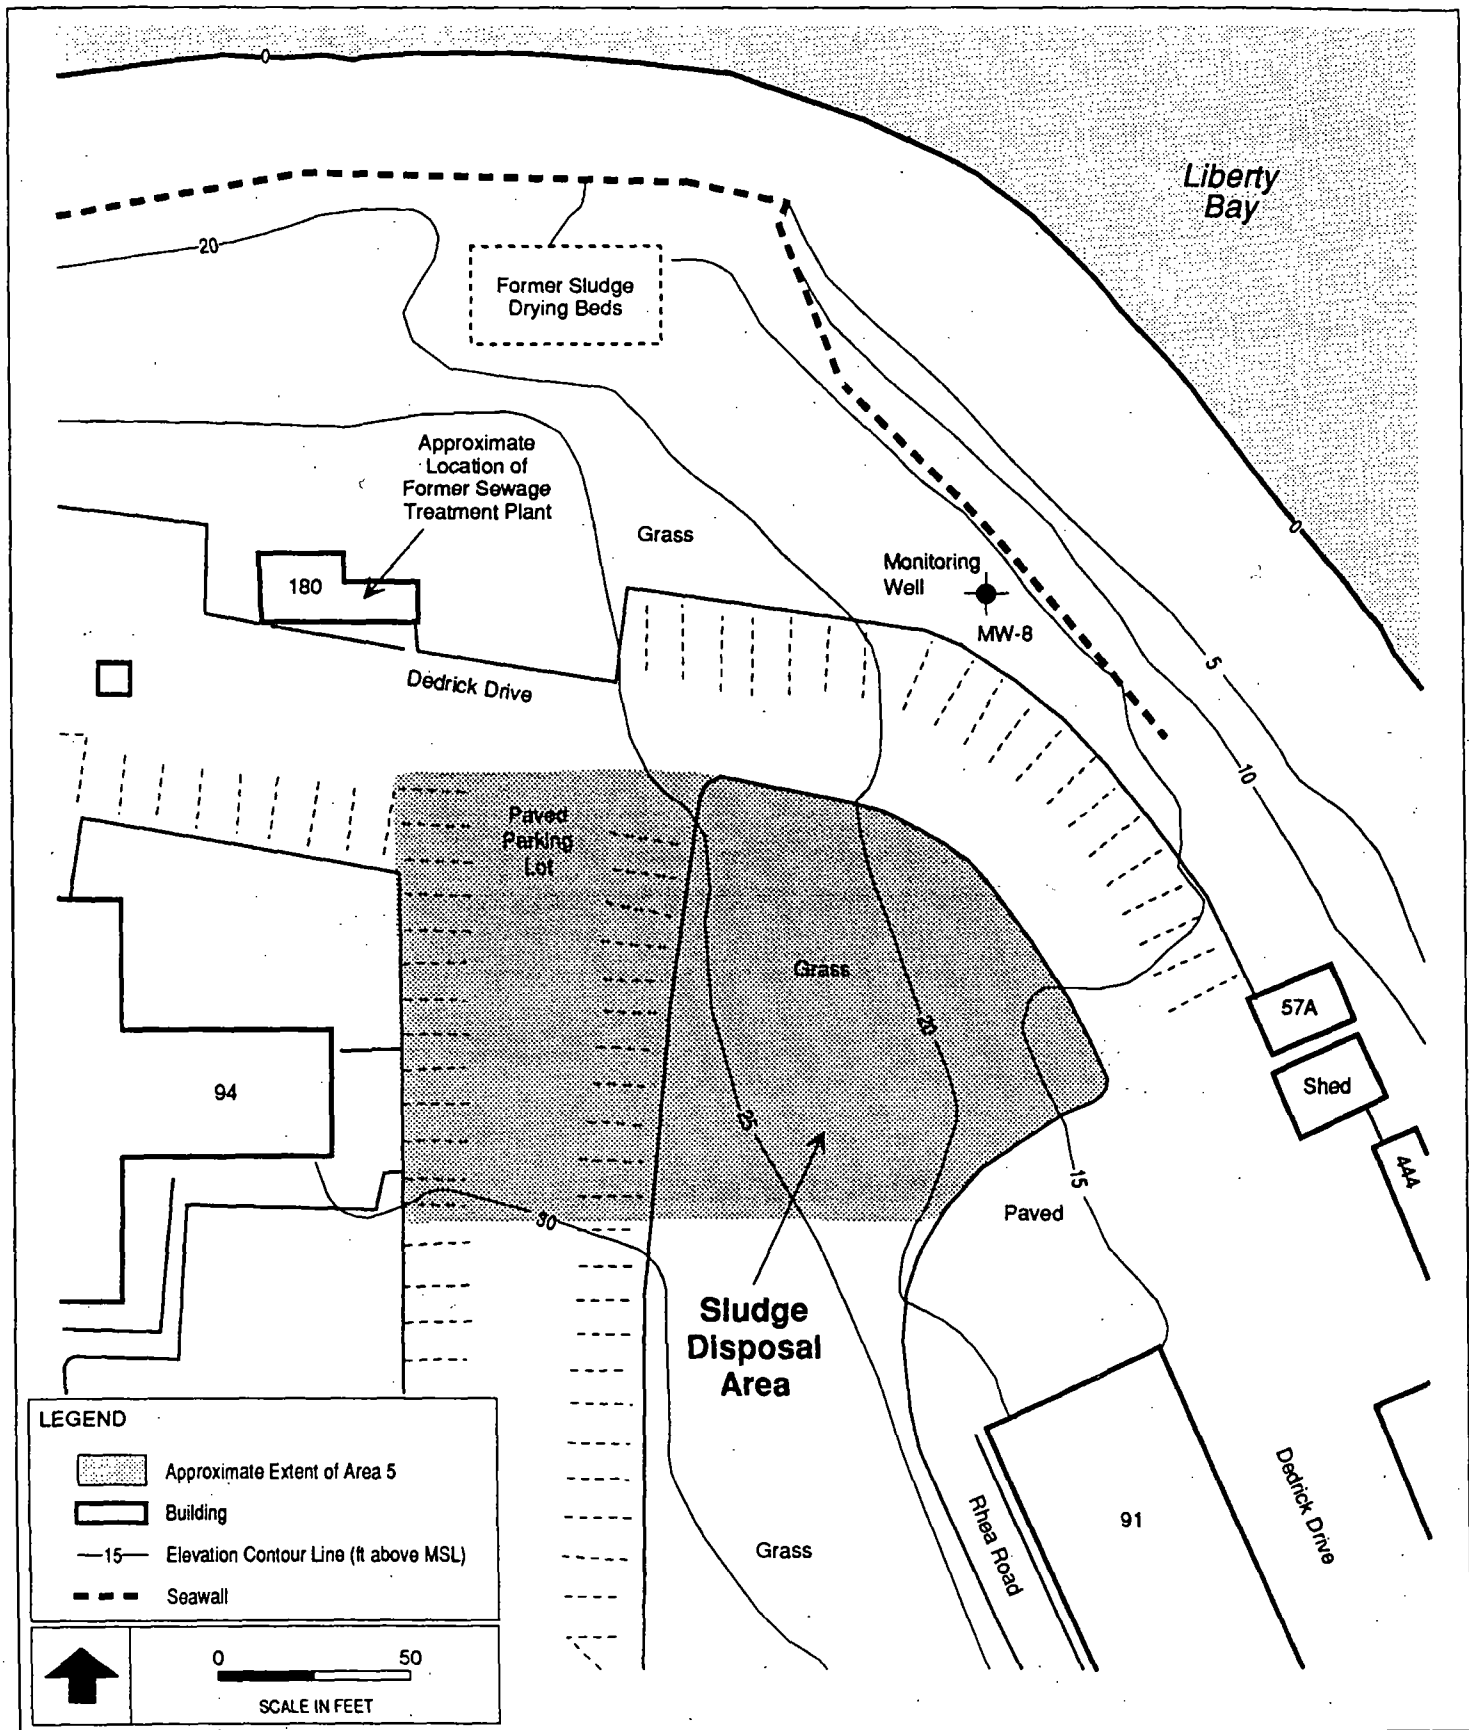 0
Liberty
Bay
20
Former Sludge
Drying Beds
Approximate
Location of
Former Sewage
Treatment Plant
Grass
0
Monitoring
Well
180
MW-8
5
Dedrick Drive
10
Paved
Parking
Lot
Grass
57A
20
Shed
94
25
44A
15
30
Paved
Sludge
Disposal
Area
LEGEND
Approximate Extent of Area 5
Building
15 Elevation Contour Line (ft above MSL)
Seawall
Grass
Rhea Road
91
Dedrick Drive
0 50
SCALE IN FEET